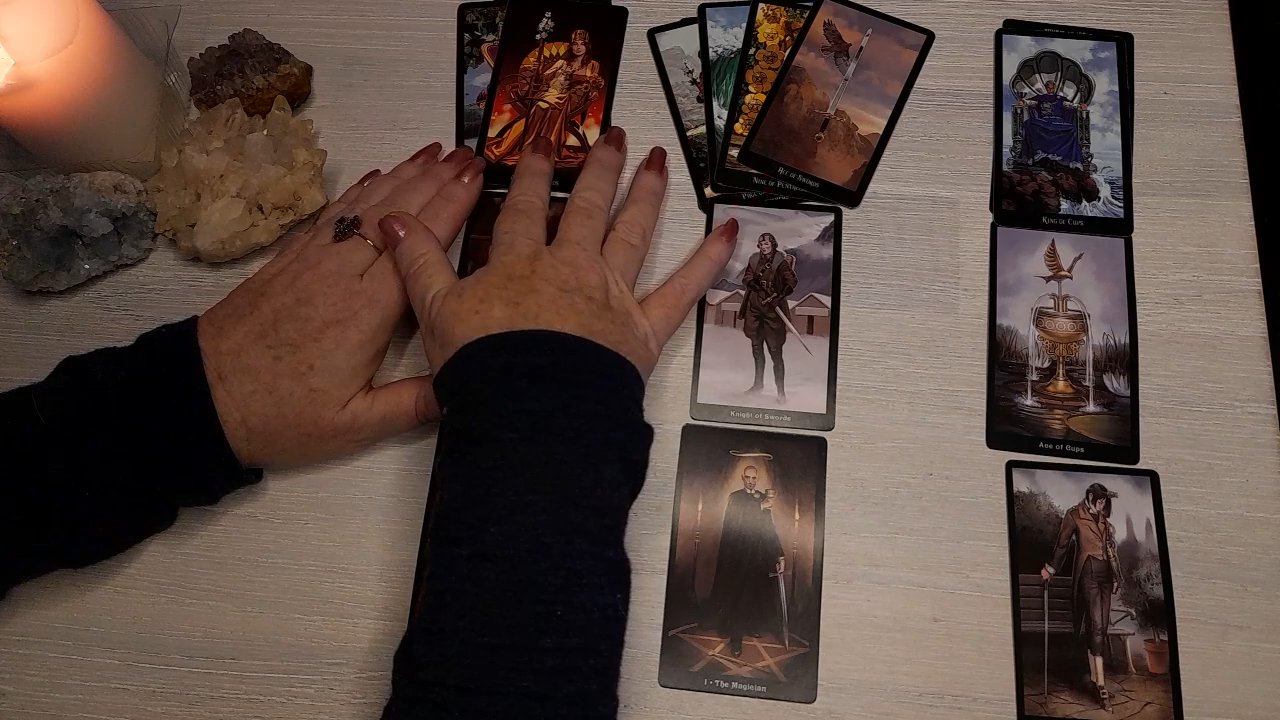 Ace of Swords
Nine of Pentacles
King of Cups
Knight of Swords
Ace of Cups
I • The Magician